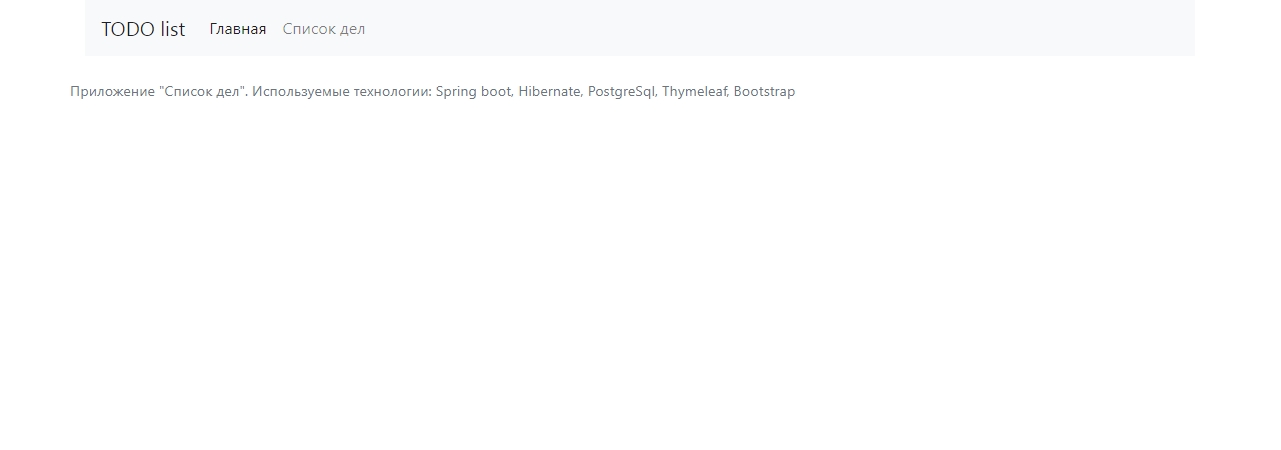 TODO list Главная Список дел
Приложение "Список дел". Используемые технологии: Spring boot, Hibernate, PostgreSql, Thymeleaf, Bootstrap